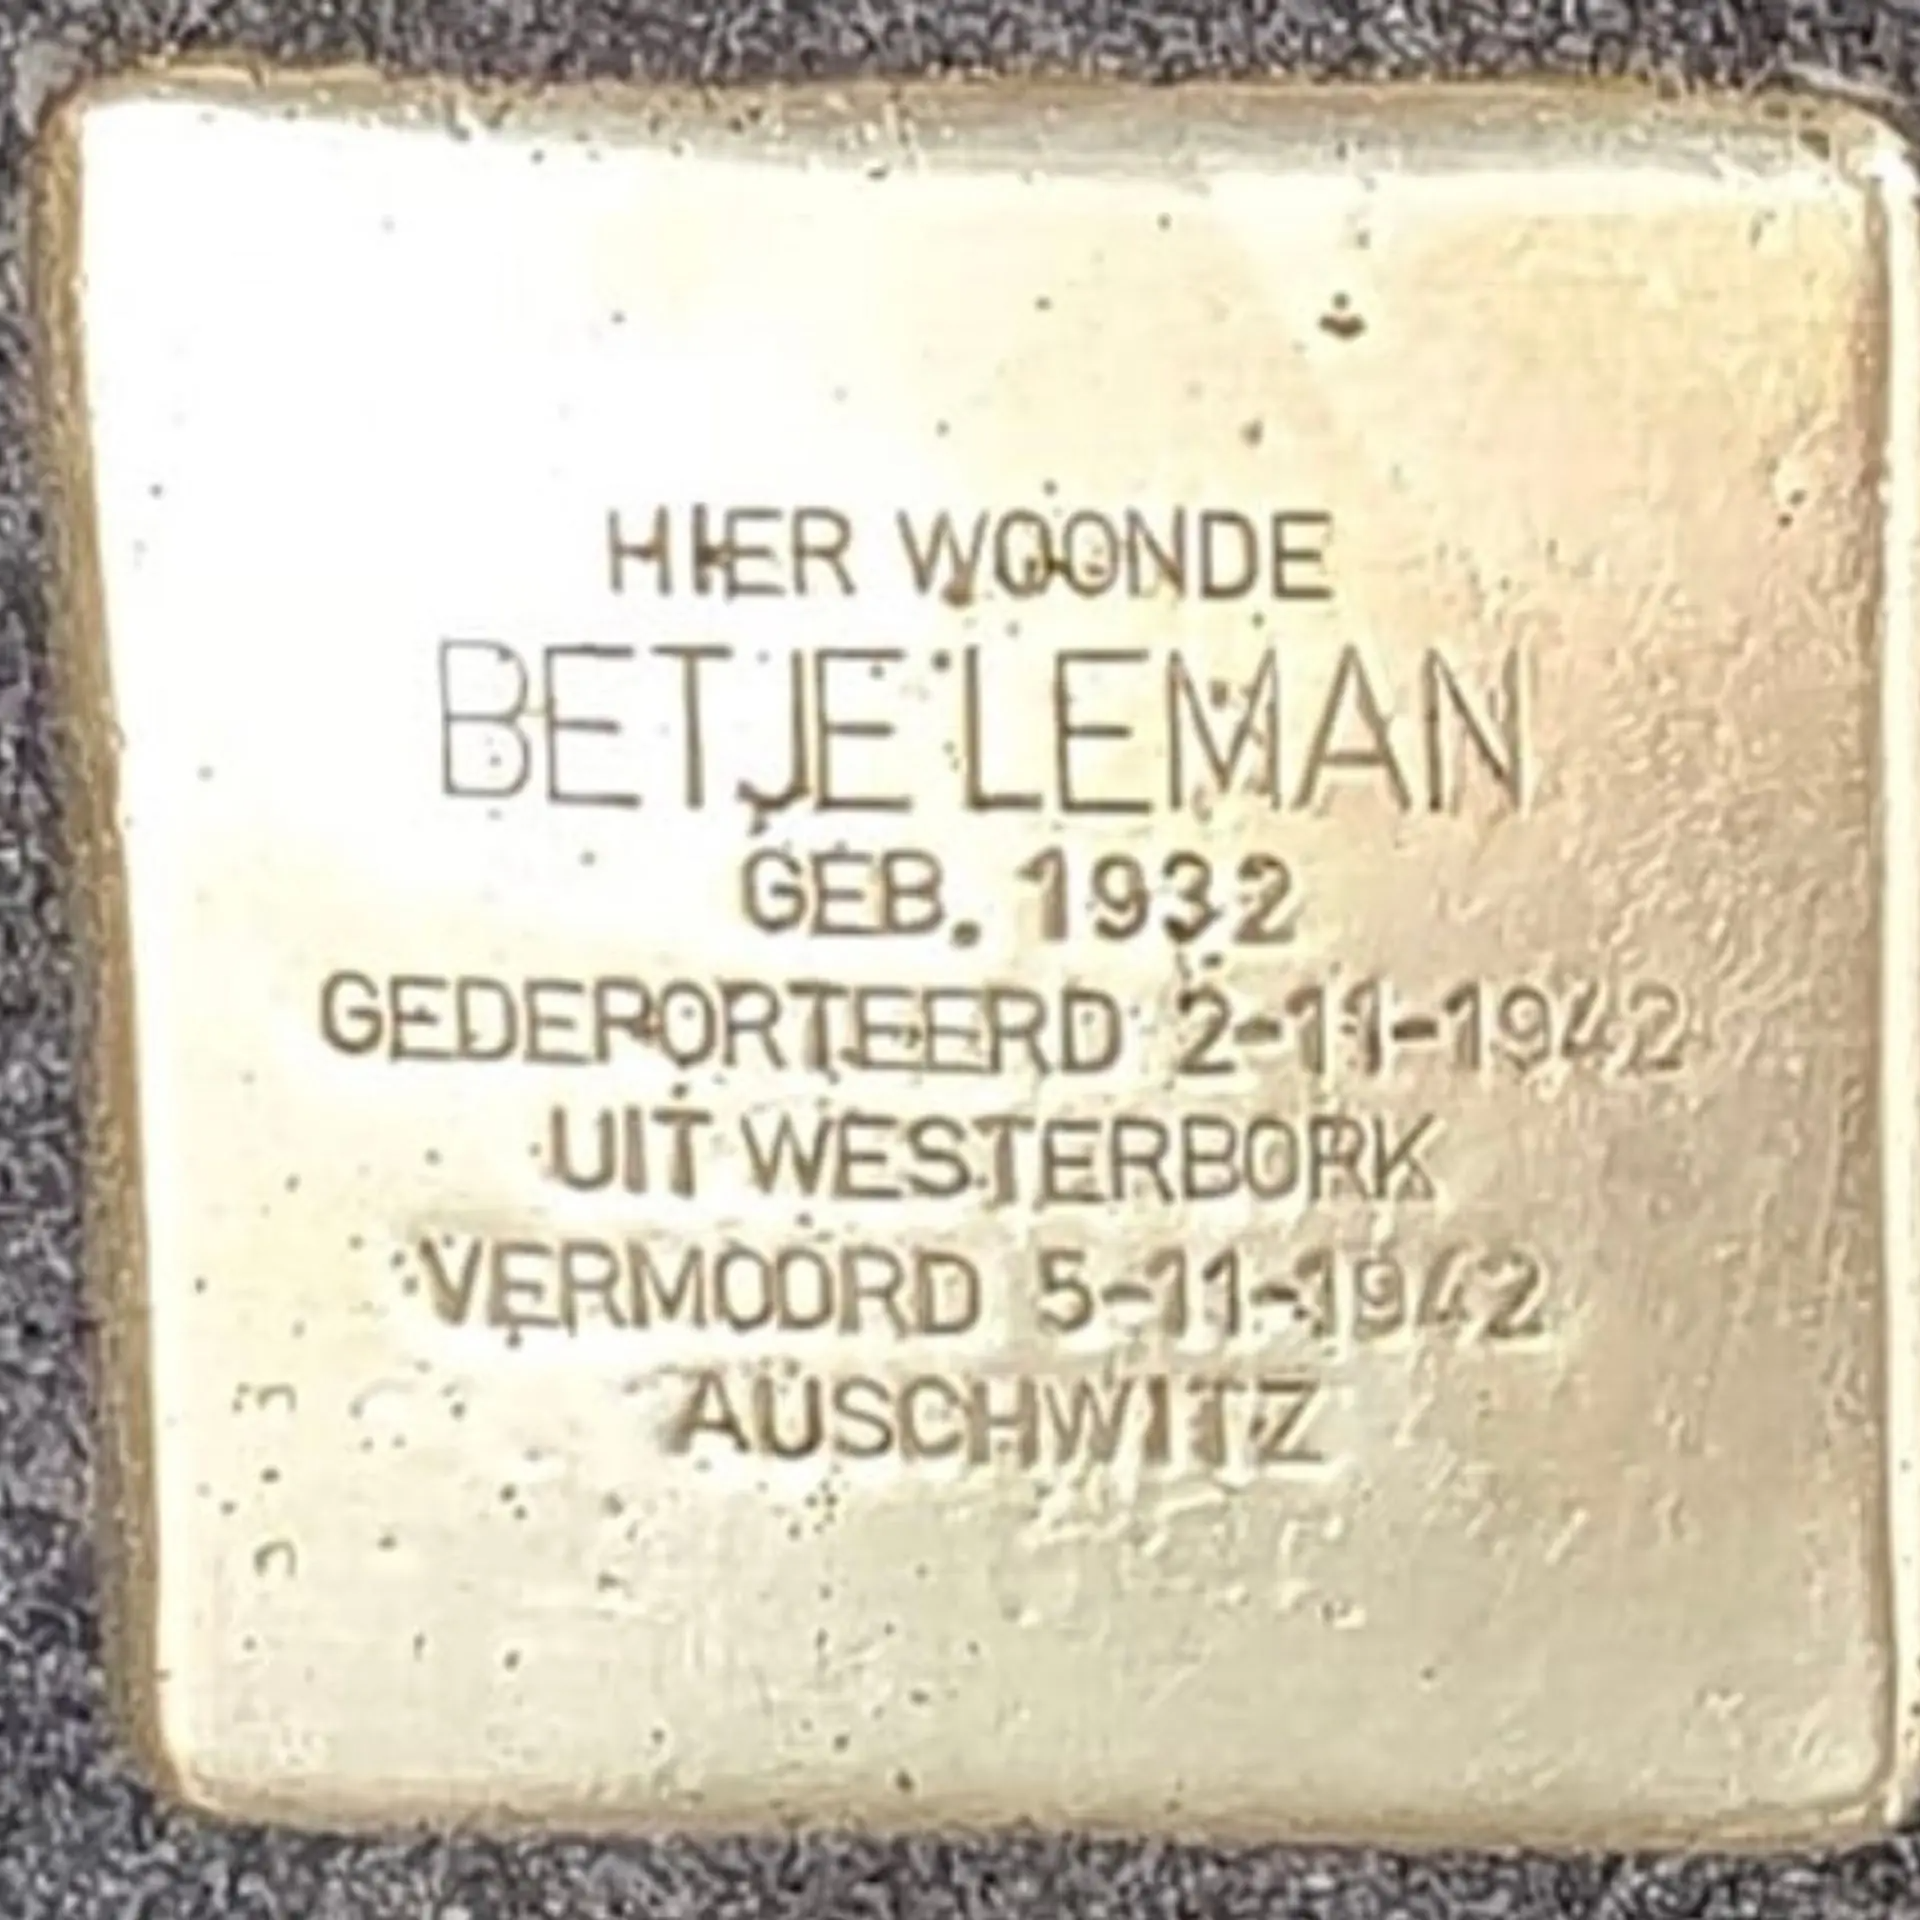 HIER WOONDE
BETJE LEMAN
GEB. 1932
GEDEPORTEERD 2-11-1942
UIT WESTERBORK
VERMOORD 5-11-1942
AUSCHWITZ